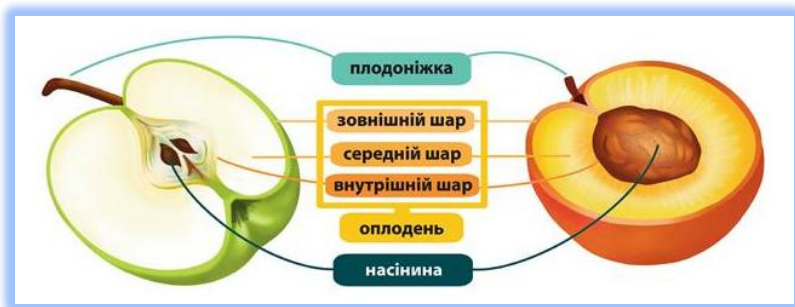 плодоніжка
зовнішній шар
середній шар
внутрішній шар
оплодень
насінина